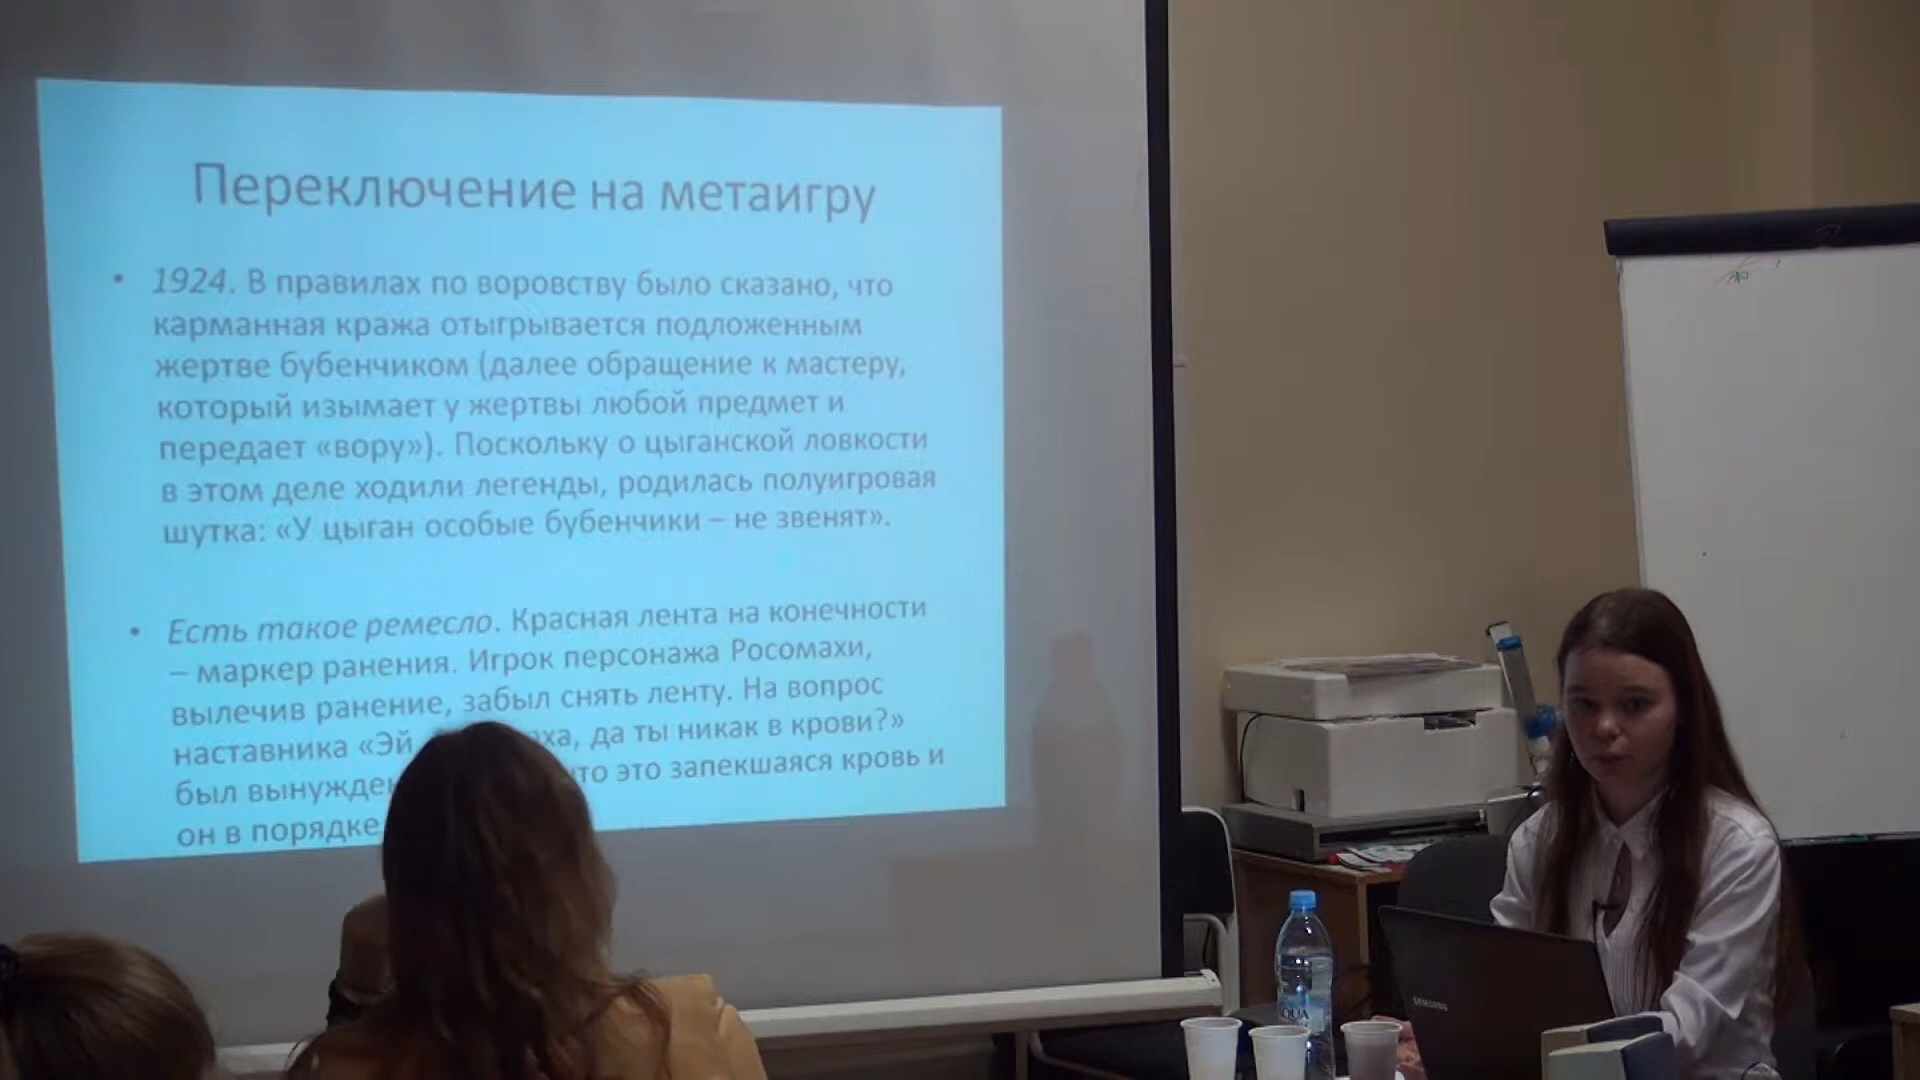 Переключение на метаигру
• 1924. В правилах по воровству было сказано, что
карманная кража отыгрывается подложенным
жертве бубенчиком (далее обращение к мастеру,
который изымает у жертвы любой предмет и
передает «вору»). Поскольку о цыганской ловкости
в этом деле ходили легенды, родилась полуигровая
шутка: «У цыган особые бубенчики – не звенят».
• Есть такое ремесло. Красная лента на конечности
– маркер ранения. Игрок персонажа Росомахи,
вылечив ранение, забыл снять ленту. На вопрос
наставника «Эй да ты никак в крови?»
был это запекшаяся кровь и
он в порядке
SAMSUNG